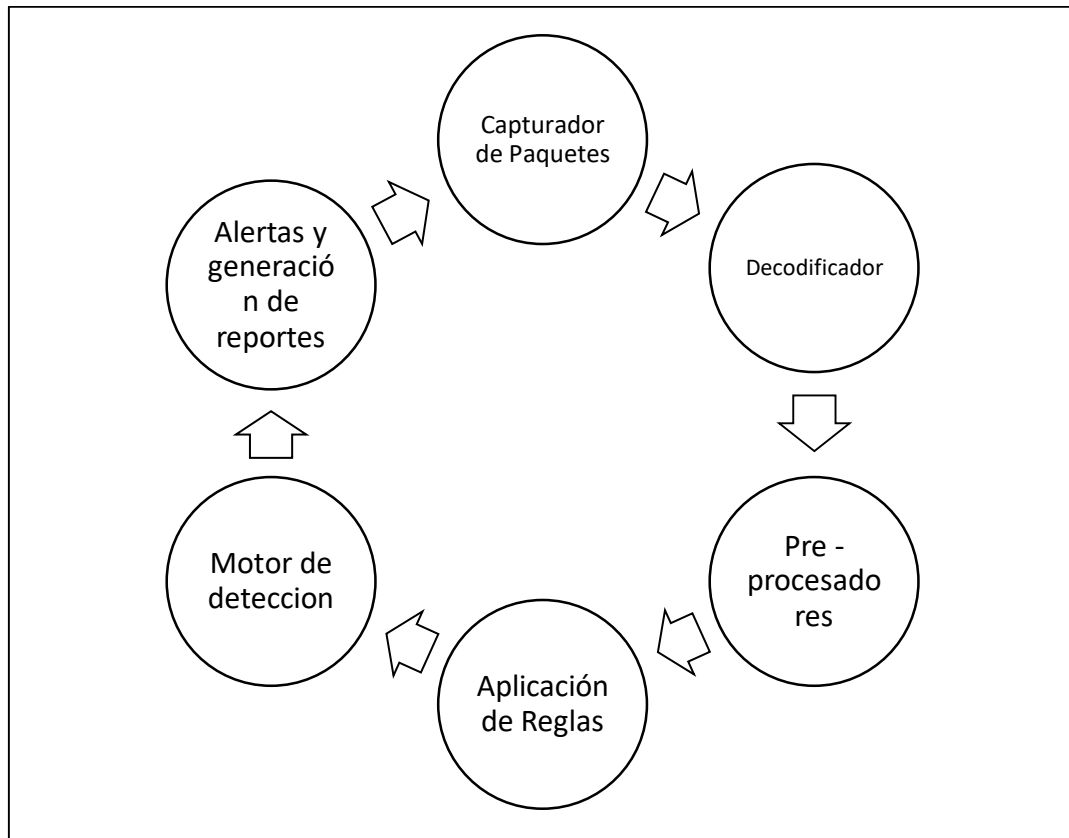 Capturador
de Paquetes
Decodificador
Pre -
procesado
res
Aplicación
de Reglas
Motor de
deteccion
Alertas y
generació
n de
reportes